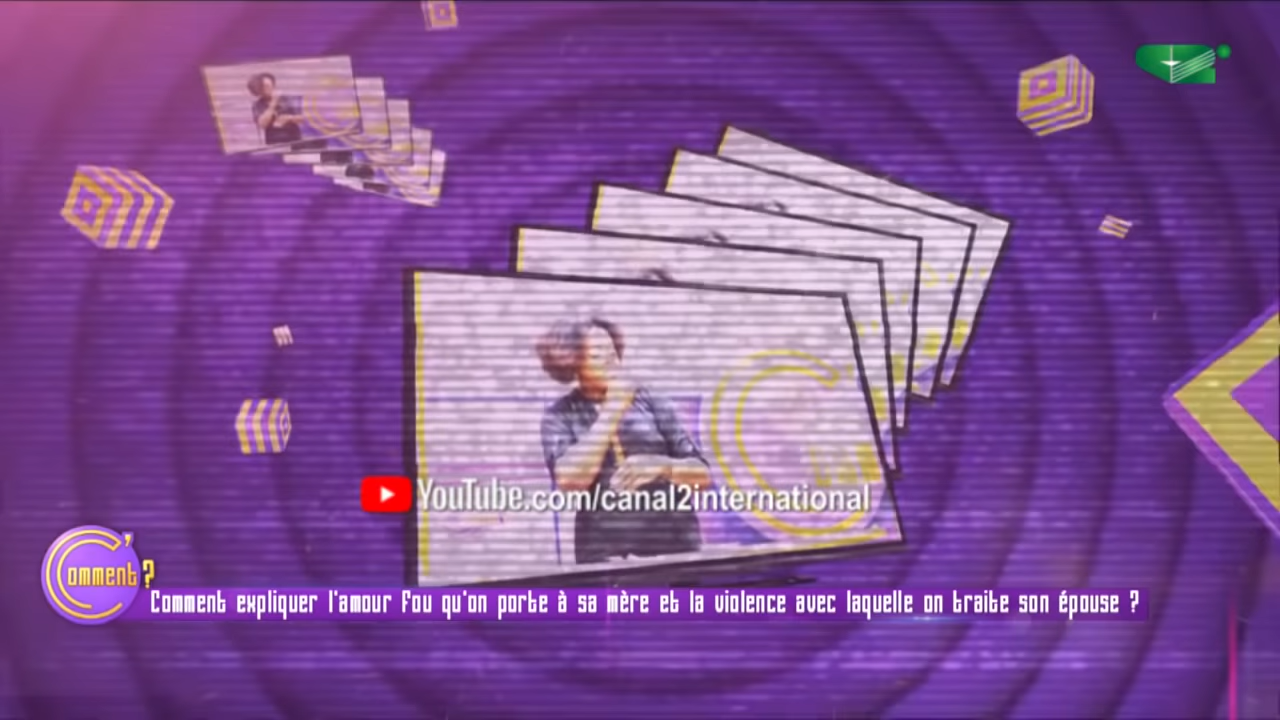 YouTube.com/canal2international
C'omment ?
Comment expliquer l'amour fou qu'on porte à sa mère et la violence avec laquelle on traite son épouse ?